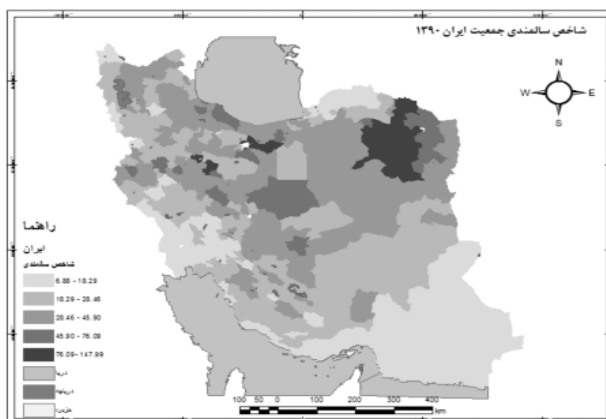 شاخص سالمندی جمعیت ایران ۱۳۹۰
N
W E
S
راهنما
ایران
شاخص سالمندی
6.88 - 18.29
18.29 - 28.46
28.46 - 45.90
45.90 - 76.09
76.09 - 147.99
دریا
دریاچه
100 50 0 100 200 300 400
km